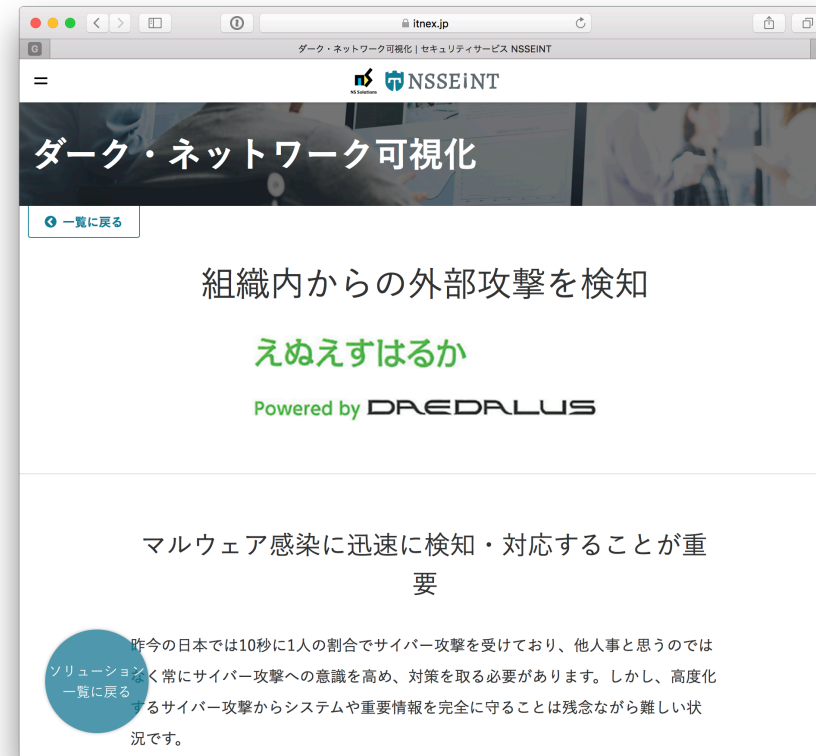 itnex.jp
G
ダーク・ネットワーク可視化 | セキュリティサービス NSSEINT
NS Solutions
NSSEiNT
ダーク・ネットワーク可視化
一覧に戻る
組織内からの外部攻撃を検知
えぬえすはるか
Powered by DAEDALUS
マルウェア感染に迅速に検知・対応することが重
要
昨今の日本では10秒に1人の割合でサイバー攻撃を受けており、他人事と思うのでは
なく常にサイバー攻撃への意識を高め、対策を取る必要があります。しかし、高度化
するサイバー攻撃からシステムや重要情報を完全に守ることは残念ながら難しい状
況です。
ソリューション
一覧に戻る